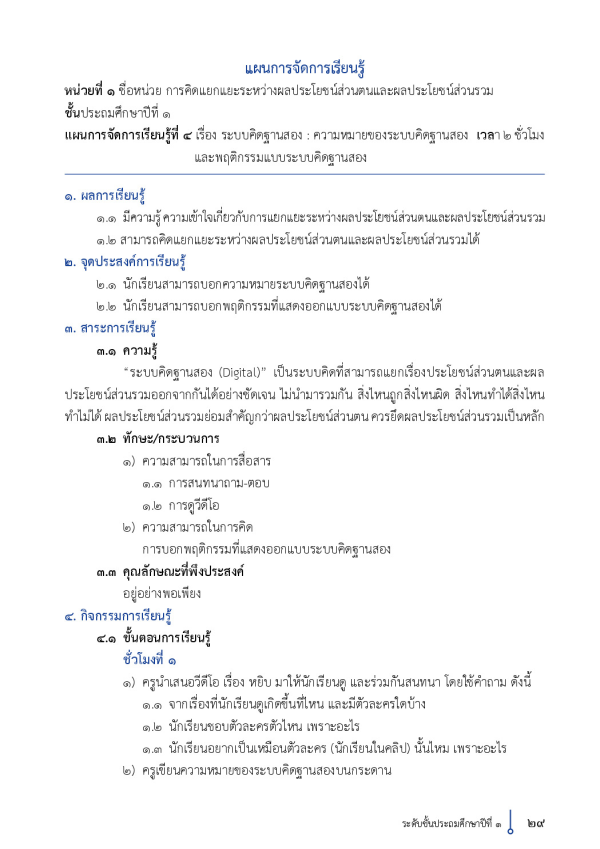 แผนการจัดการเรียนรู้
หน่วยที่ ๑ ชื่อหน่วย การคิดแยกแยะระหว่างผลประโยชน์ส่วนตนและผลประโยชน์ส่วนรวม
ชั้นประถมศึกษาปีที่ ๑
แผนการจัดการเรียนรู้ที่ ๔ เรื่อง ระบบคิดฐานสอง : ความหมายของระบบคิดฐานสอง เวลา ๒ ชั่วโมง
และพฤติกรรมแบบระบบคิดฐานสอง
๑. ผลการเรียนรู้
๑.๑ มีความรู้ ความเข้าใจเกี่ยวกับการแยกแยะระหว่างผลประโยชน์ส่วนตนและผลประโยชน์ส่วนรวม
๑.๒ สามารถคิดแยกแยะระหว่างผลประโยชน์ส่วนตนและผลประโยชน์ส่วนรวมได้
๒. จุดประสงค์การเรียนรู้
๒.๑ นักเรียนสามารถบอกความหมายระบบคิดฐานสองได้
๒.๒ นักเรียนสามารถบอกพฤติกรรมที่แสดงออกแบบระบบคิดฐานสองได้
๓. สาระการเรียนรู้
๓.๑ ความรู้
“ระบบคิดฐานสอง (Digital)” เป็นระบบคิดที่สามารถแยกเรื่องประโยชน์ส่วนตนและผล
ประโยชน์ส่วนรวมออกจากกันได้อย่างชัดเจน ไม่นำมารวมกัน สิ่งไหนถูกสิ่งไหนผิด สิ่งไหนทำได้สิ่งไหน
ทำไม่ได้ ผลประโยชน์ส่วนรวมย่อมสำคัญกว่าผลประโยชน์ส่วนตน ควรยึดผลประโยชน์ส่วนรวมเป็นหลัก
๓.๒ ทักษะ/กระบวนการ
๑) ความสามารถในการสื่อสาร
๑.๑ การสนทนาถาม-ตอบ
๑.๒ การดูวีดีโอ
๒) ความสามารถในการคิด
การบอกพฤติกรรมที่แสดงออกแบบระบบคิดฐานสอง
๓.๓ คุณลักษณะที่พึงประสงค์
อยู่อย่างพอเพียง
๔. กิจกรรมการเรียนรู้
๔.๑ ขั้นตอนการเรียนรู้
ชั่วโมงที่ ๑
๑) ครูนำเสนอวีดีโอ เรื่อง หยิบ มาให้นักเรียนดู และร่วมกันสนทนา โดยใช้คำถาม ดังนี้
๑.๑ จากเรื่องที่นักเรียนดูเกิดขึ้นที่ไหน และมีตัวละครใดบ้าง
๑.๒ นักเรียนชอบตัวละครตัวไหน เพราะอะไร
๑.๓ นักเรียนอยากเป็นเหมือนตัวละคร (นักเรียนในคลิป) นั้นไหม เพราะอะไร
๒) ครูเขียนความหมายของระบบคิดฐานสองบนกระดาน
ระดับชั้นประถมศึกษาปีที่ ๑ ๒๙